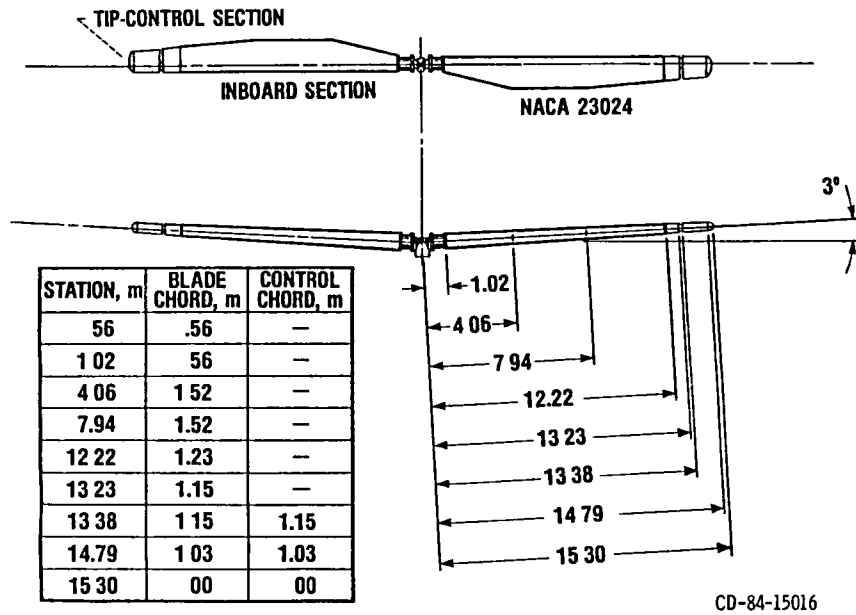 TIP-CONTROL SECTION
INBOARD SECTION
NACA 23024
3°
STATION, m BLADE CHORD, m CONTROL CHORD, m
56 .56 —
1 02 56 —
4 06 1 52 —
7.94 1.52 —
12 22 1.23 —
13 23 1.15 —
13 38 1 15 1.15
14.79 1 03 1.03
15 30 00 00
1.02
4 06
7 94
12.22
13 23
13 38
14 79
15 30
CD-84-15016